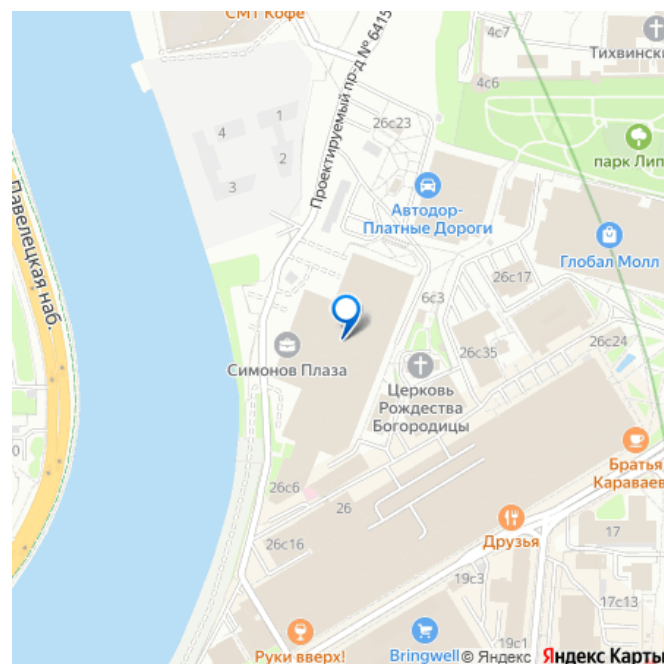 СМТ Кофе
4с7
Тихвински
4с6
Проектируемый пр-д № 6415
26с23
1
4
2
3
парк Лип
Автодор-
Платные Дороги
Павелецкая наб.
Глобал Молл
26с17
6с3
26с24
26с35
Симонов Плаза
Церковь
Рождества
Богородицы
0
Братья
Караваев
26с6
26
Друзья
17
26с16
19с3
17с13
19с1
Руки вверх!
Bringwell
© Яндекс
Яндекс Карты